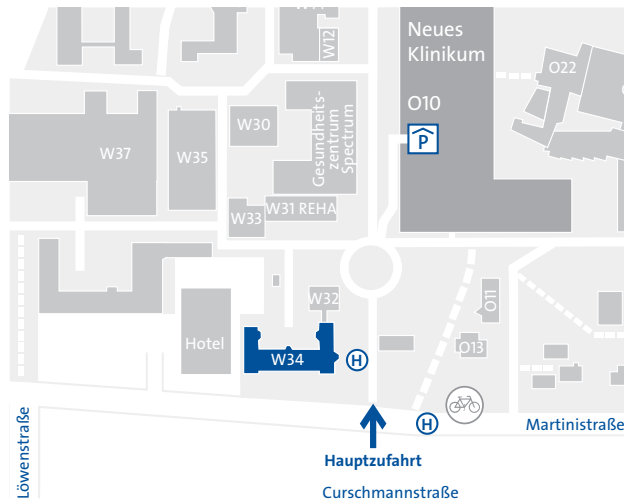 W12
Neues
Klinikum
O22
O10
P
W30
Gesundheits-
zentrum
Spectrum
W37
W35
W33
W31 REHA
W32
O11
Hotel
W34
H
O13
H
Martinistraße
Löwenstraße
Hauptzufahrt
Curschmannstraße